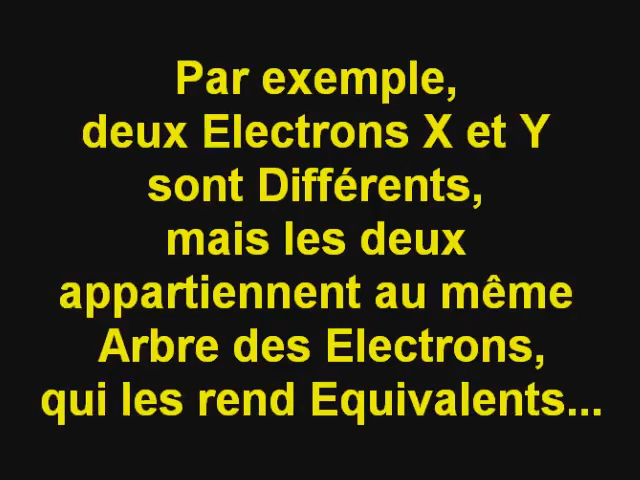 Par exemple,
deux Electrons X et Y
sont Différents,
mais les deux
appartiennent au même
Arbre des Electrons,
qui les rend Equivalents...